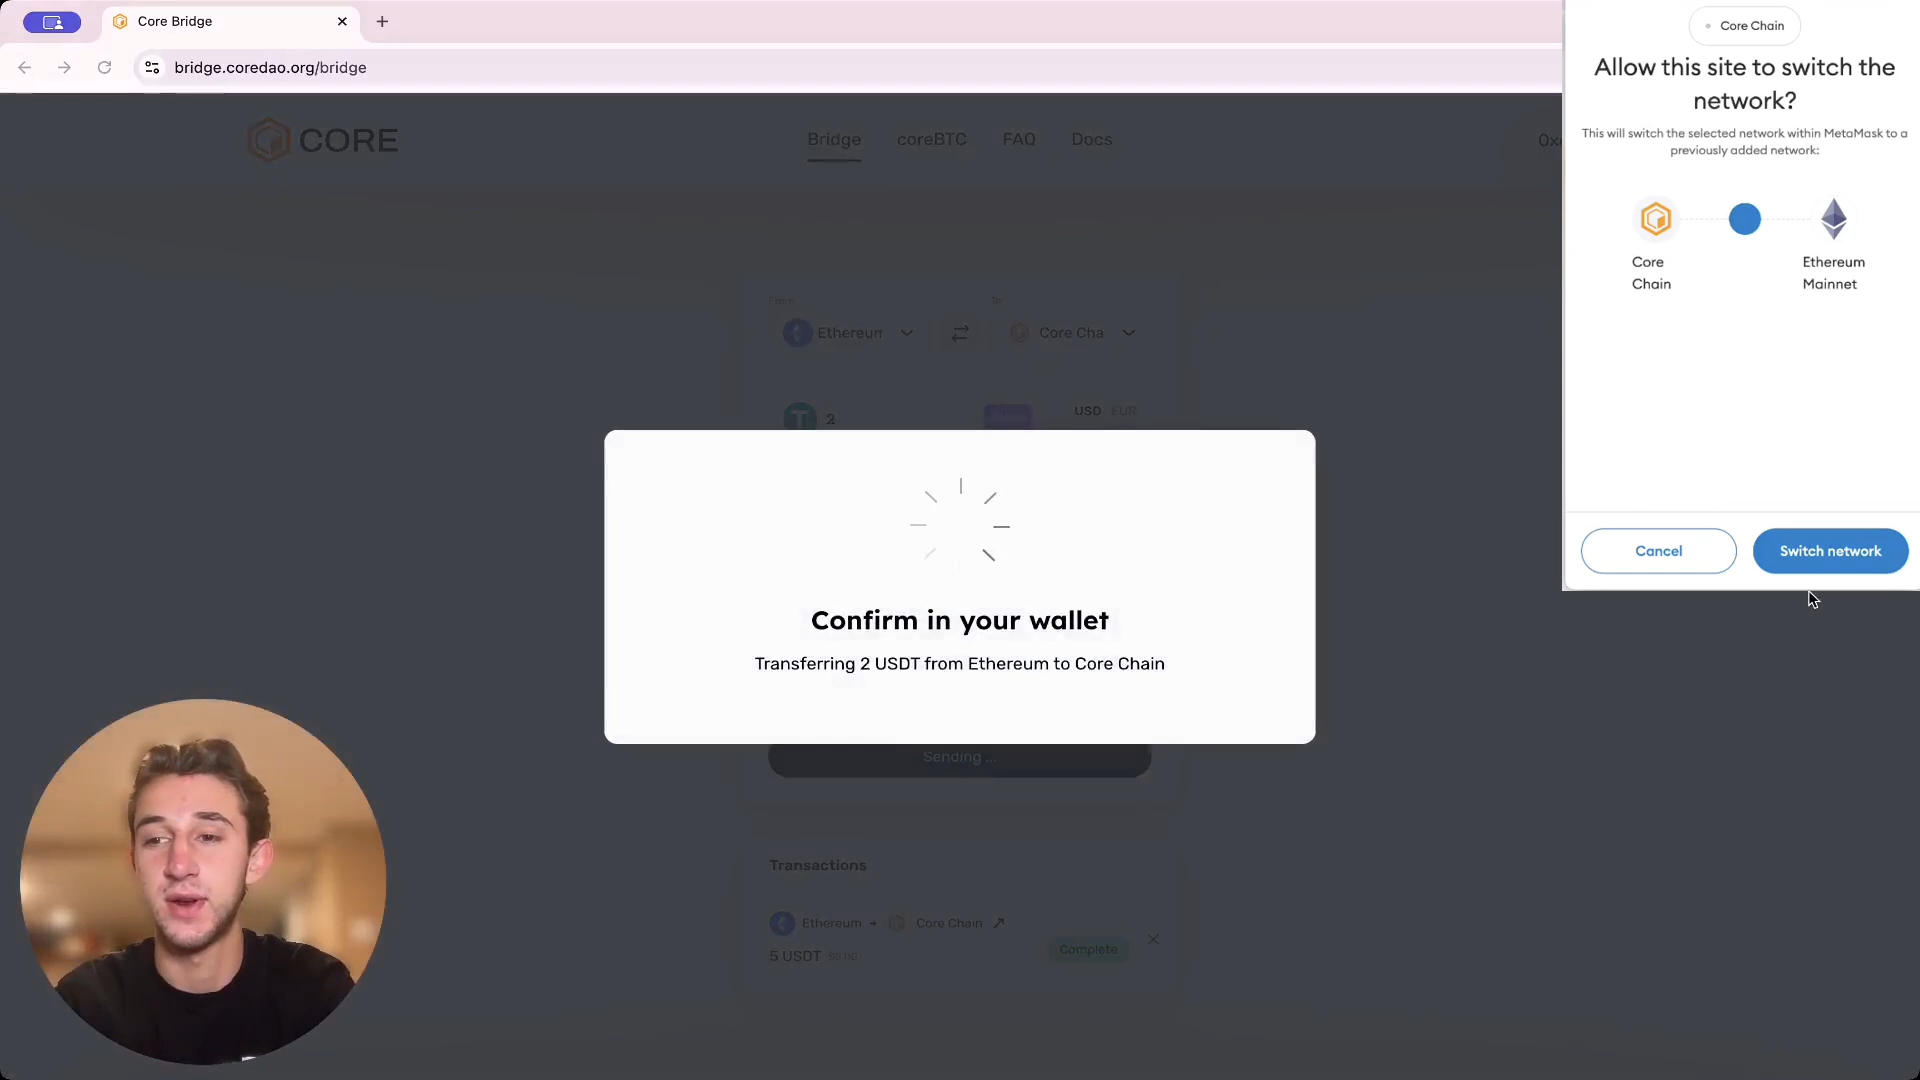 Core Bridge
bridge.coredao.org/bridge
CORE
Bridge
coreBTC
FAQ
Docs
0x
From
To
Ethereum
Core Cha
2
USD EUR
Confirm in your wallet
Transferring 2 USDT from Ethereum to Core Chain
Sending ...
Transactions
Ethereum → Core Chain ↗
5 USDT
Complete
Core Chain
Allow this site to switch the
network?
This will switch the selected network within MetaMask to a
previously added network:
Core
Chain
Ethereum
Mainnet
Cancel
Switch network